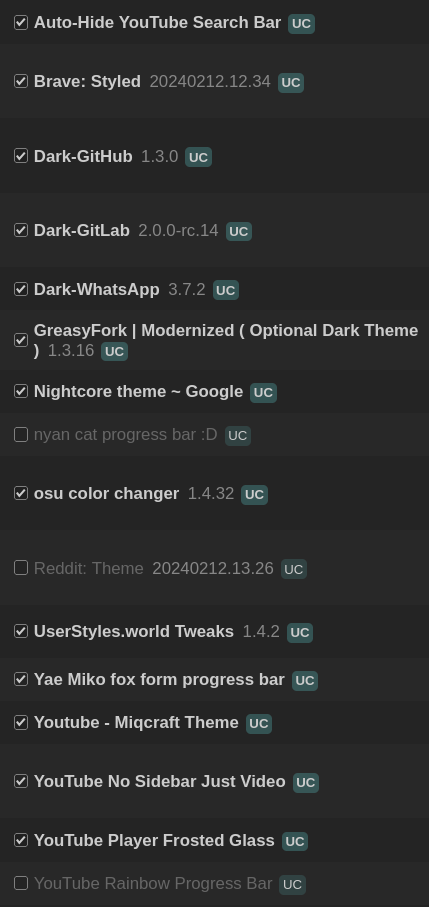 Auto-Hide YouTube Search Bar UC
Brave: Styled 20240212.12.34 UC
Dark-GitHub 1.3.0 UC
Dark-GitLab 2.0.0-rc.14 UC
Dark-WhatsApp 3.7.2 UC
GreasyFork | Modernized ( Optional Dark Theme
) 1.3.16 UC
Nightcore theme ~ Google UC
nyan cat progress bar :D UC
osu color changer 1.4.32 UC
Reddit: Theme 20240212.13.26 UC
UserStyles.world Tweaks 1.4.2 UC
Yae Miko fox form progress bar UC
Youtube - Miqcraft Theme UC
YouTube No Sidebar Just Video UC
YouTube Player Frosted Glass UC
YouTube Rainbow Progress Bar UC